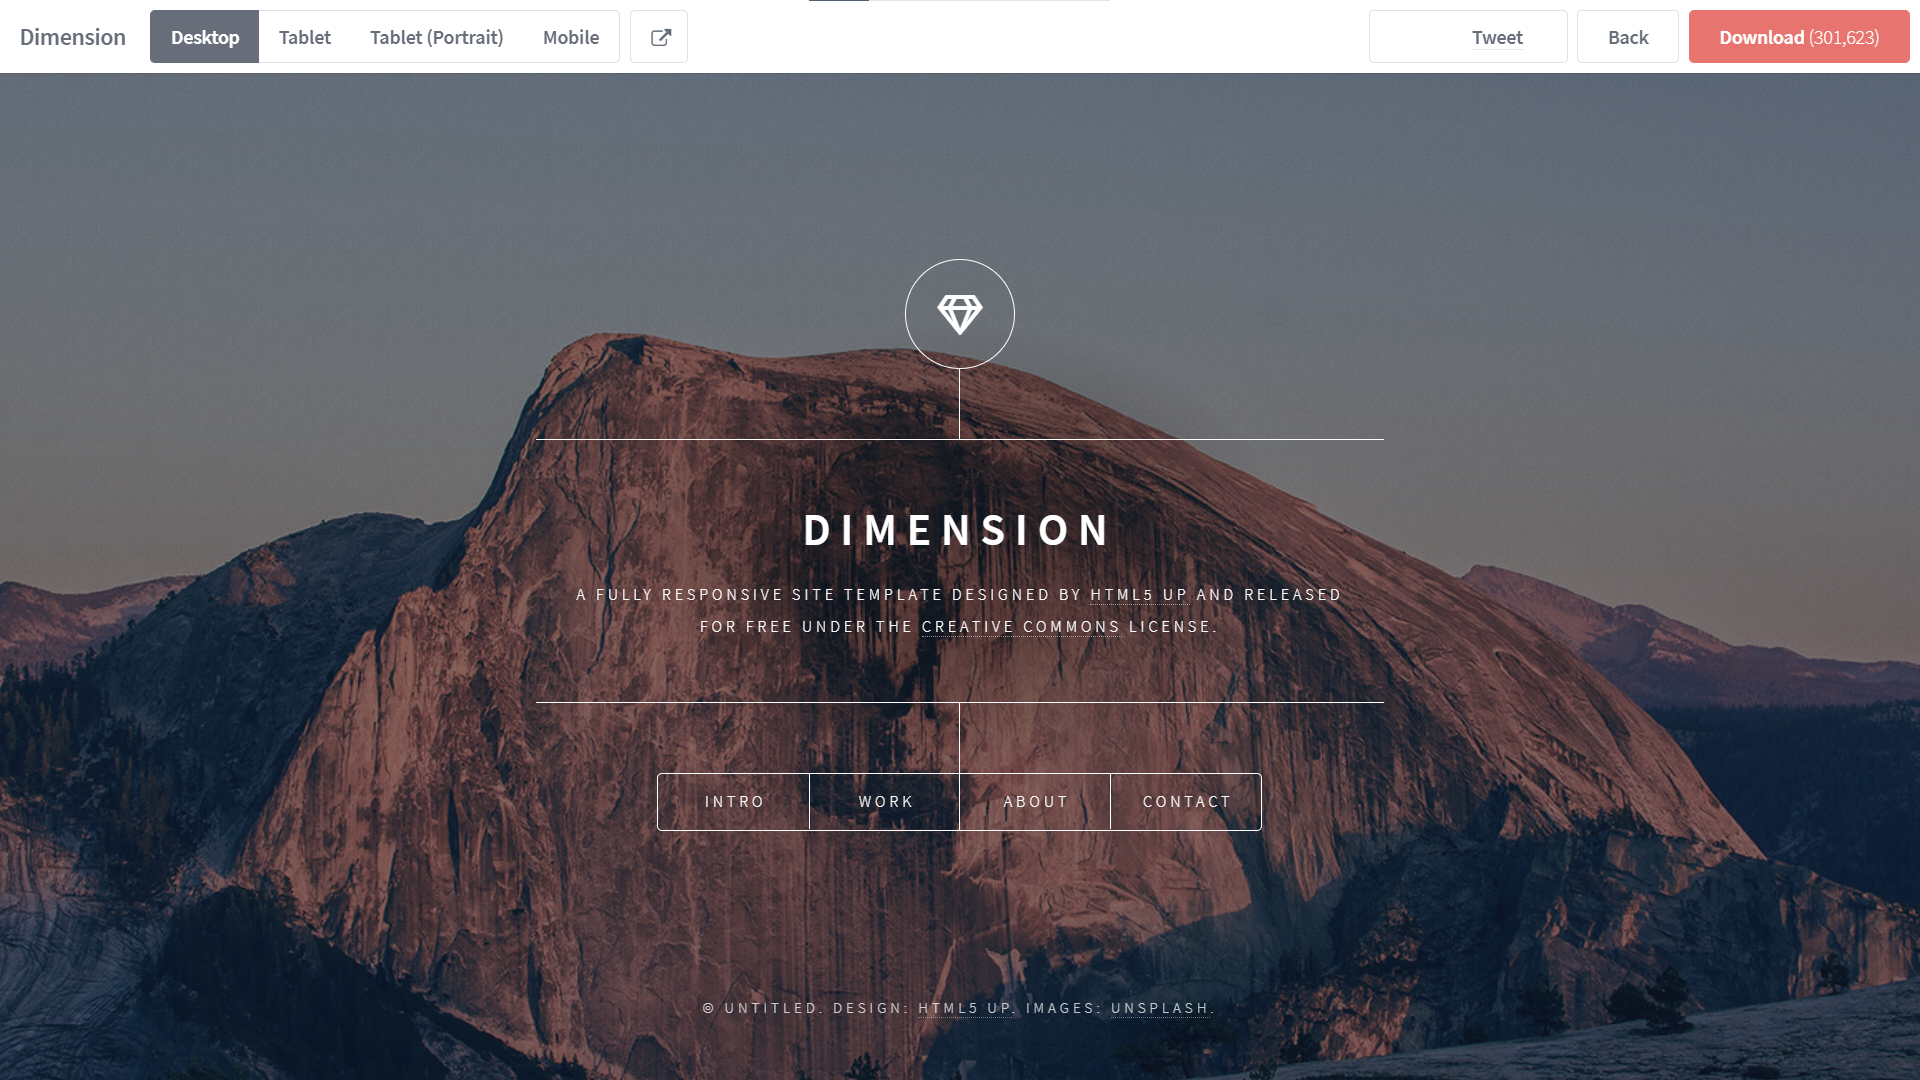 Dimension
Desktop
Tablet
Tablet (Portrait)
Mobile
Tweet
Back
Download (301,623)
DIMENSION
A FULLY RESPONSIVE SITE TEMPLATE DESIGNED BY HTML5 UP AND RELEASED
FOR FREE UNDER THE CREATIVE COMMONS LICENSE.
INTRO
WORK
ABOUT
CONTACT
© UNTITLED. DESIGN: HTML5 UP. IMAGES: UNSPLASH.